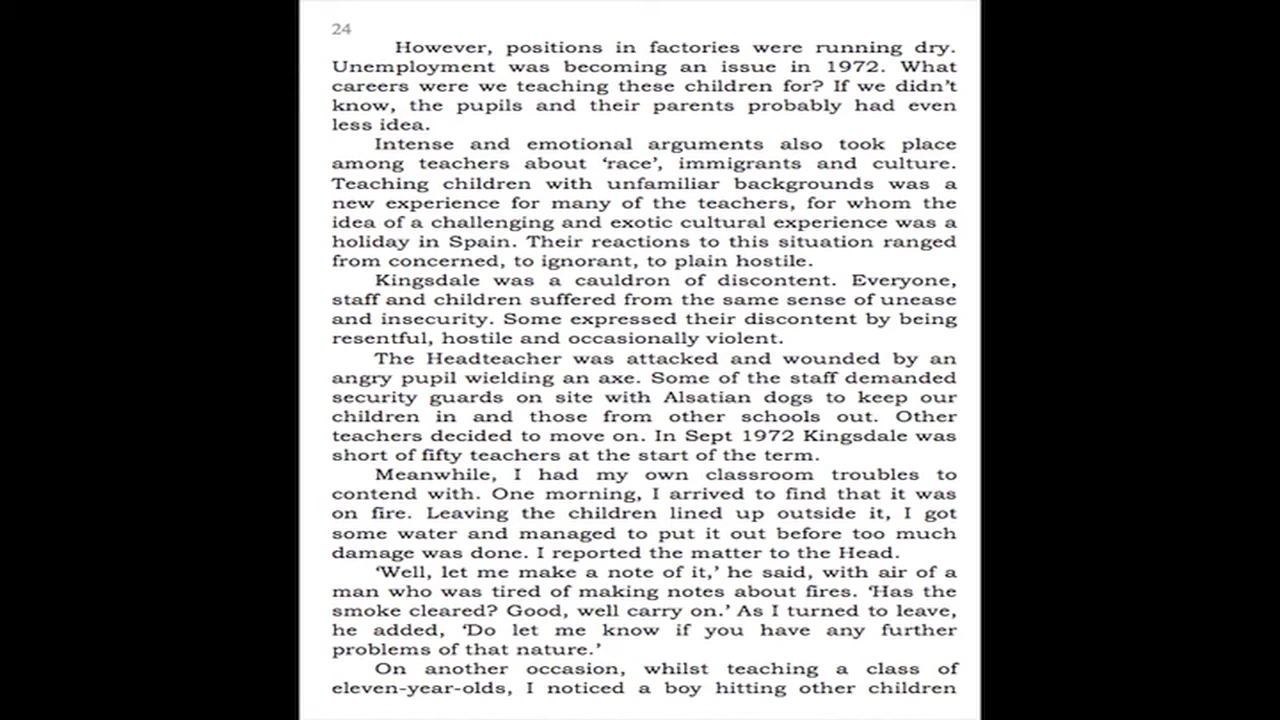 24
However, positions in factories were running dry.
Unemployment was becoming an issue in 1972. What
careers were we teaching these children for? If we didn't
know, the pupils and their parents probably had even
less idea.
Intense and emotional arguments also took place
among teachers about ‘race’, immigrants and culture.
Teaching children with unfamiliar backgrounds was a
new experience for many of the teachers, for whom the
idea of a challenging and exotic cultural experience was a
holiday in Spain. Their reactions to this situation ranged
from concerned, to ignorant, to plain hostile.
Kingsdale was a cauldron of discontent. Everyone,
staff and children suffered from the same sense of unease
and insecurity. Some expressed their discontent by being
resentful, hostile and occasionally violent.
The Headteacher was attacked and wounded by an
angry pupil wielding an axe. Some of the staff demanded
security guards on site with Alsatian dogs to keep our
children in and those from other schools out. Other
teachers decided to move on. In Sept 1972 Kingsdale was
short of fifty teachers at the start of the term.
Meanwhile, I had my own classroom troubles to
contend with. One morning, I arrived to find that it was
on fire. Leaving the children lined up outside it, I got
some water and managed to put it out before too much
damage was done. I reported the matter to the Head.
‘Well, let me make a note of it,’ he said, with air of a
man who was tired of making notes about fires. ‘Has the
smoke cleared? Good, well carry on.’ As I turned to leave,
he added, ‘Do let me know if you have any further
problems of that nature.’
On another occasion, whilst teaching a class of
eleven-year-olds, I noticed a boy hitting other children